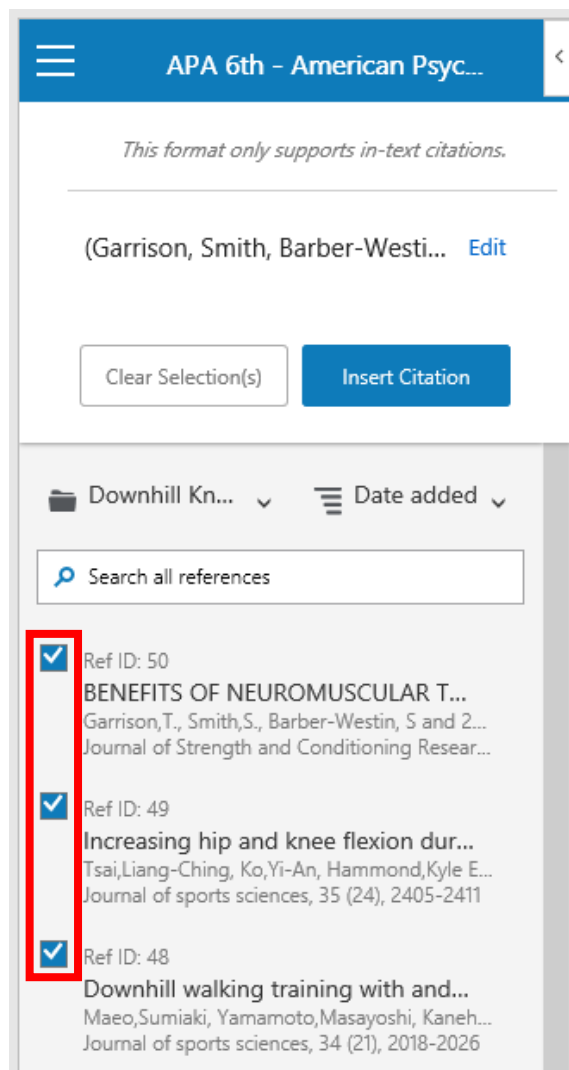 APA 6th - American Psyc...
This format only supports in-text citations.
(Garrison, Smith, Barber-Westi... Edit
Clear Selection(s) Insert Citation
Downhill Kn... Date added
Search all references
Ref ID: 50
BENEFITS OF NEUROMUSCULAR T...
Garrison,T., Smith,S., Barber-Westin, S and 2...
Journal of Strength and Conditioning Resear...
Ref ID: 49
Increasing hip and knee flexion dur...
Tsai,Liang-Ching, Ko,Yi-An, Hammond,Kyle E...
Journal of sports sciences, 35 (24), 2405-2411
Ref ID: 48
Downhill walking training with and...
Maeo,Sumiaki, Yamamoto,Masayoshi, Kaneh...
Journal of sports sciences, 34 (21), 2018-2026